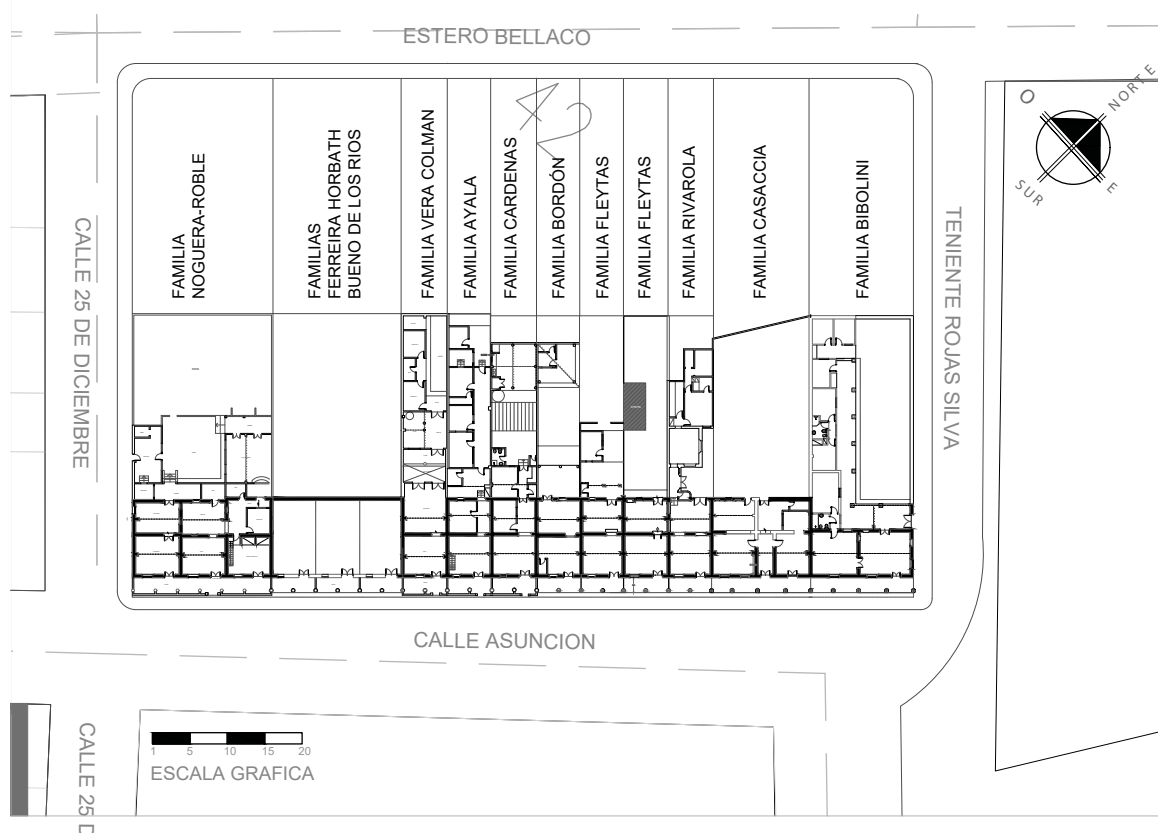 ESTERO BELLACO
42
O
NORTE
SUR
E
CALLE 25 DE DICIEMBRE
FAMILIA
NOGUERA-ROBLE
FAMILIAS
FERREIRA HORBATH
BUENO DE LOS RIOS
FAMILIA VERA COLMAN
FAMILIA AYALA
FAMILIA CARDENAS
FAMILIA BORDÓN
FAMILIA FLEYTAS
FAMILIA FLEYTAS
FAMILIA RIVAROLA
FAMILIA CASACCIA
FAMILIA BIBOLINI
TENIENTE ROJAS SILVA
CALLE ASUNCION
CALLE 25 D
1 5 10 15 20
ESCALA GRAFICA